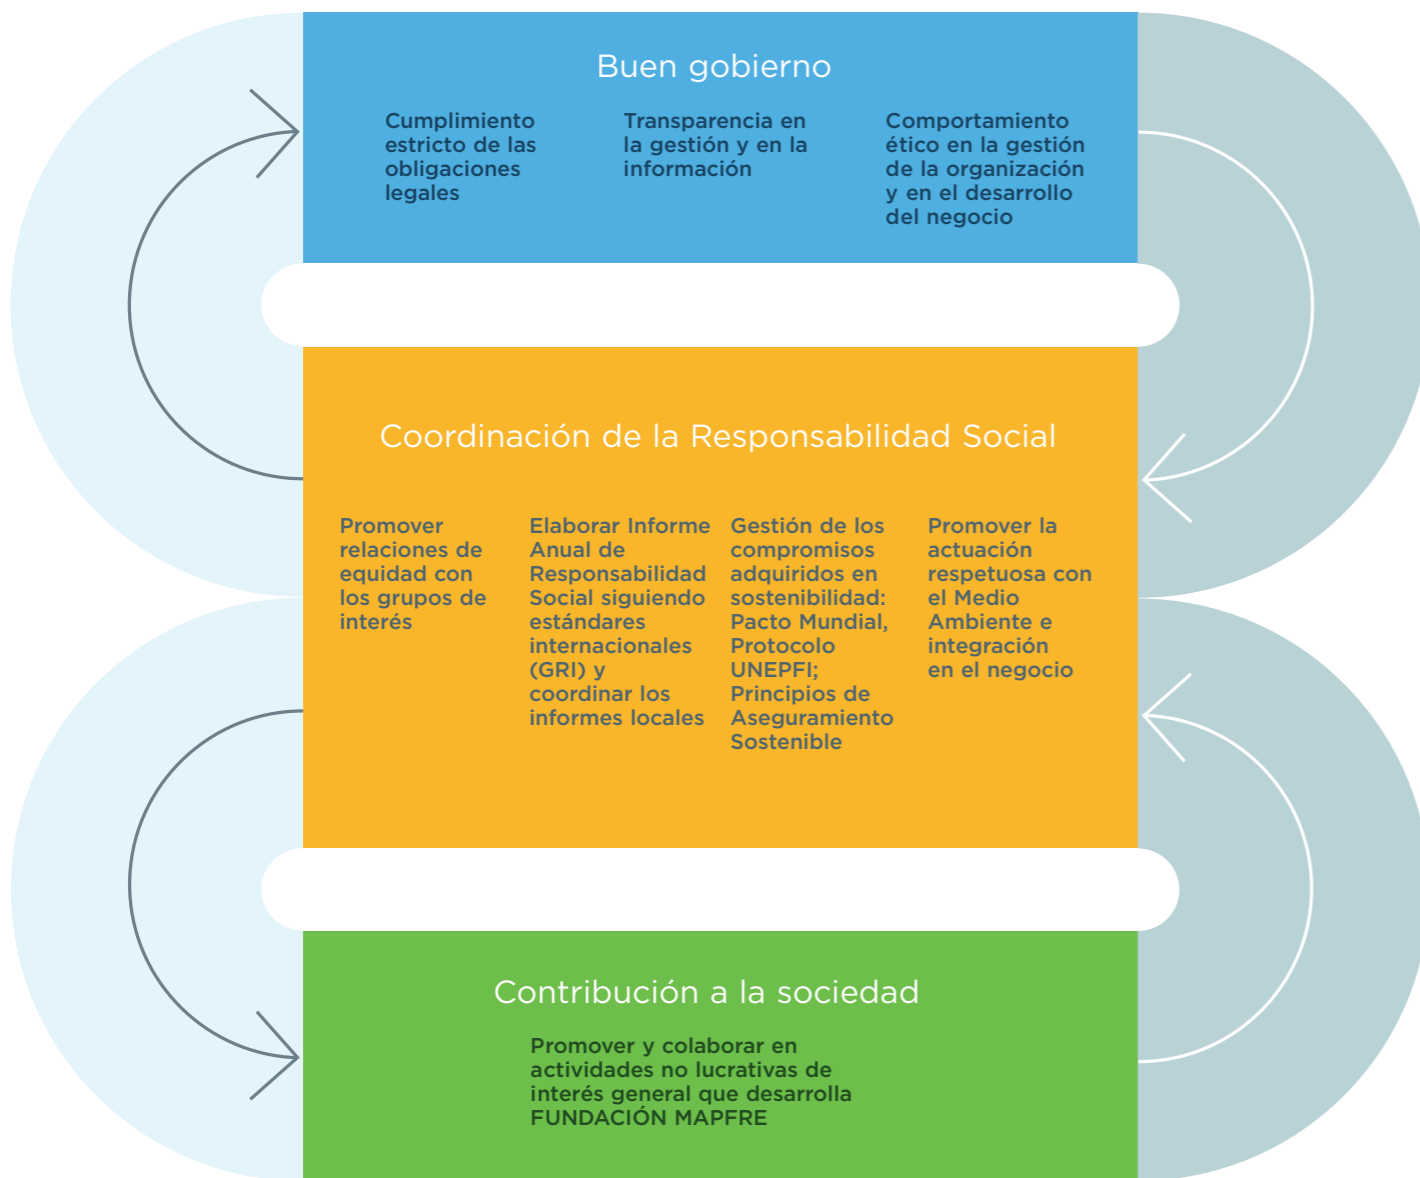 Buen gobierno
Cumplimiento
estricto de las
obligaciones
legales
Transparencia en
la gestión y en la
información
Comportamiento
ético en la gestión
de la organización
y en el desarrollo
del negocio
Coordinación de la Responsabilidad Social
Promover
relaciones de
equidad con
los grupos de
interés
Elaborar Informe
Anual de
Responsabilidad
Social siguiendo
estándares
internacionales
(GRI) y
coordinar los
informes locales
Gestión de los
compromisos
adquiridos en
sostenibilidad:
Pacto Mundial,
Protocolo
UNEPFI;
Principios de
Aseguramiento
Sostenible
Promover la
actuación
respetuosa con
el Medio
Ambiente e
integración
en el negocio
Contribución a la sociedad
Promover y colaborar en
actividades no lucrativas de
interés general que desarrolla
FUNDACIÓN MAPFRE